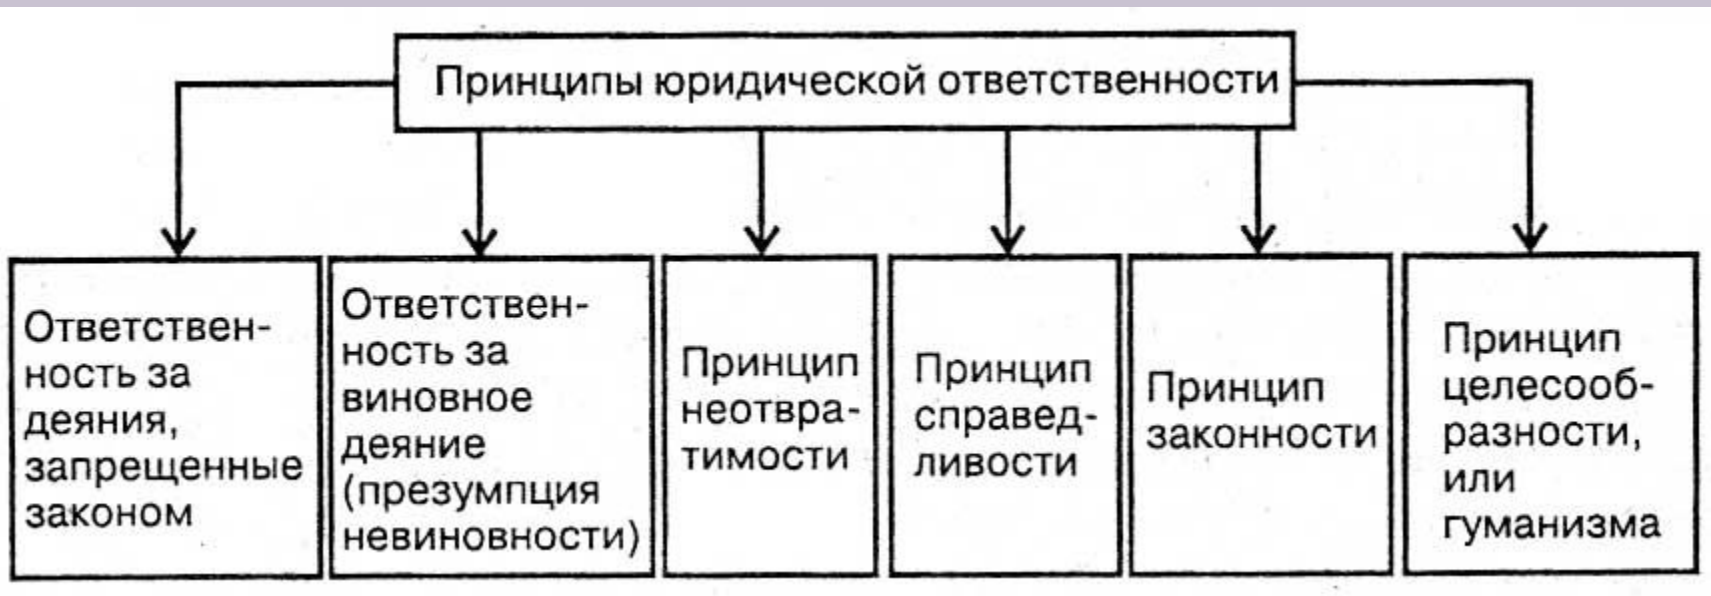 Принципы юридической ответственности
Ответствен-
ность за
деяния,
запрещенные
законом
Ответствен-
ность за
виновное
деяние
(презумпция
невиновности)
Принцип
неотвра-
тимости
Принцип
справед-
ливости
Принцип
законности
Принцип
целесооб-
разности,
или
гуманизма